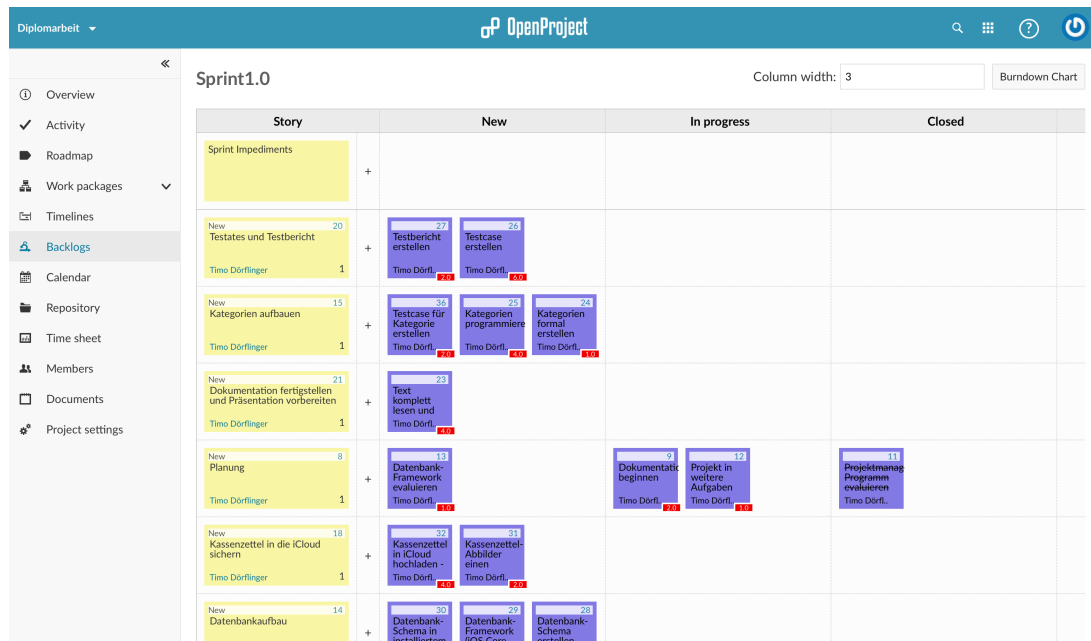 Diplomarbeit
OpenProject
?
«
Overview
Activity
Roadmap
Work packages
Timelines
Backlogs
Calendar
Repository
Time sheet
Members
Documents
Project settings
Sprint1.0
Column width: 3
Burndown Chart
Story New In progress Closed
Sprint Impediments
+
New 20
Testates und Testbericht
Timo Dörflinger 1
+
27
Testbericht
erstellen
Timo Dörfl..
2.0
26
Testcase
erstellen
Timo Dörfl..
6.0
New 15
Kategorien aufbauen
Timo Dörflinger 1
+
36
Testcase für
Kategorie
erstellen
Timo Dörfl..
2.0
25
Kategorien
programmiere
Timo Dörfl..
4.0
24
Kategorien
formal
erstellen
Timo Dörfl..
1.0
New 21
Dokumentation fertigstellen
und Präsentation vorbereiten
Timo Dörflinger 1
+
23
Text
komplett
lesen und
Timo Dörfl..
4.0
New 8
Planung
Timo Dörflinger 1
+
13
Datenbank-
Framework
evaluieren
Timo Dörfl..
1.0
9
Dokumentatic
beginnen
Timo Dörfl..
2.0
12
Projekt in
weitere
Aufgaben
Timo Dörfl..
1.0
11
Projektmanag
Programm
evaluieren
Timo Dörfl..
New 18
Kassenzettel in die iCloud
sichern
Timo Dörflinger 1
+
32
Kassenzettel
in iCloud
hochladen -
Timo Dörfl..
4.0
31
Kassenzettel-
Abbilder
einen
Timo Dörfl..
2.0
New 14
Datenbankaufbau
+
30
Datenbank-
Schema in
installiertem
29
Datenbank-
Framework
(iOS Core
28
Datenbank-
Schema
erstellen